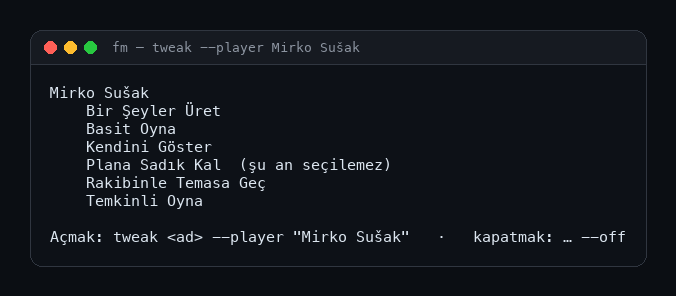 fm — tweak --player Mirko Sušak
Mirko Sušak
Bir Şeyler Üret
Basit Oyna
Kendini Göster
Plana Sadık Kal (şu an seçilemez)
Rakibinle Temasa Geç
Temkinli Oyna
Açmak: tweak <ad> --player "Mirko Sušak" · kapatmak: … --off